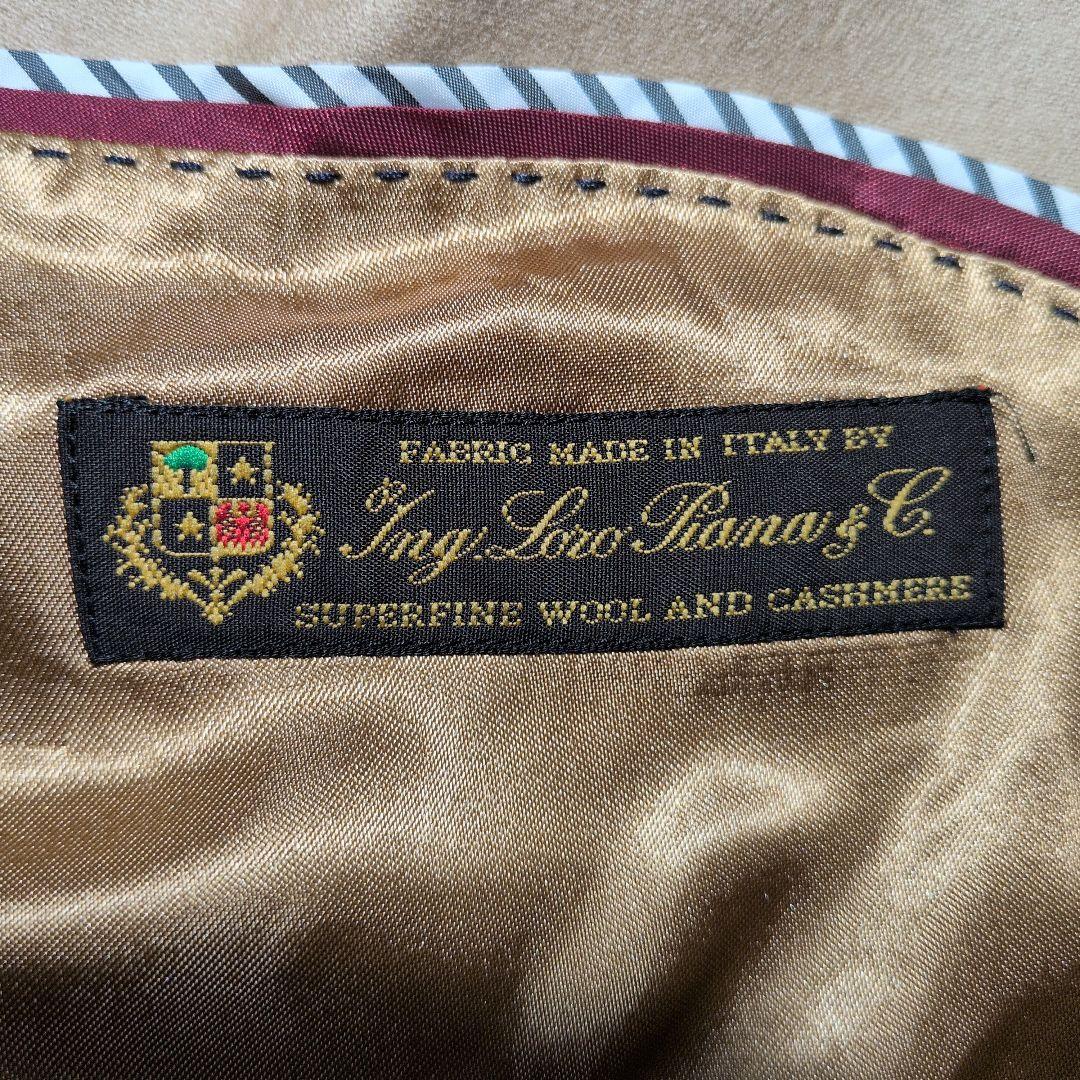 FABRIC MADE IN ITALY BY
Ing Loro Piana & C.
SUPERFINE WOOL AND CASHMERE